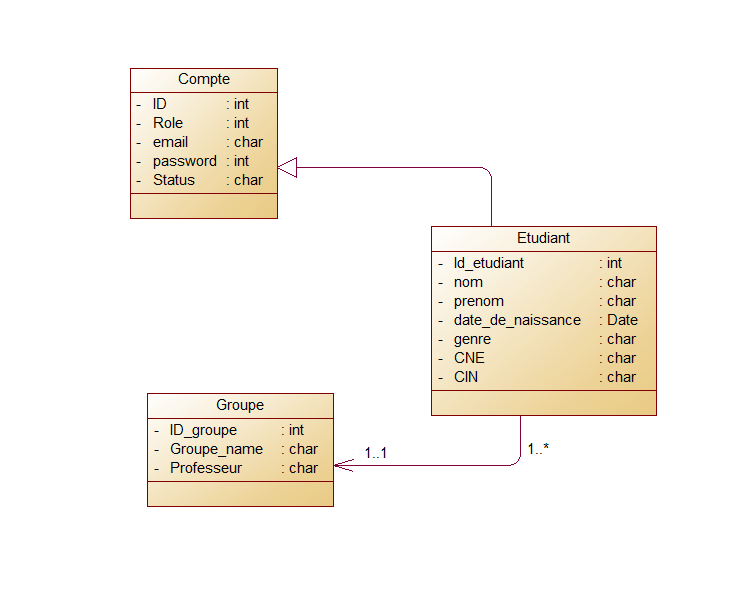 Compte
- ID : int
- Role : int
- email : char
- password : int
- Status : char
Etudiant
- Id_etudiant : int
- nom : char
- prenom : char
- date_de_naissance : Date
- genre : char
- CNE : char
- CIN : char
Groupe
- ID_groupe : int
- Groupe_name : char
- Professeur : char
1..1
1..*